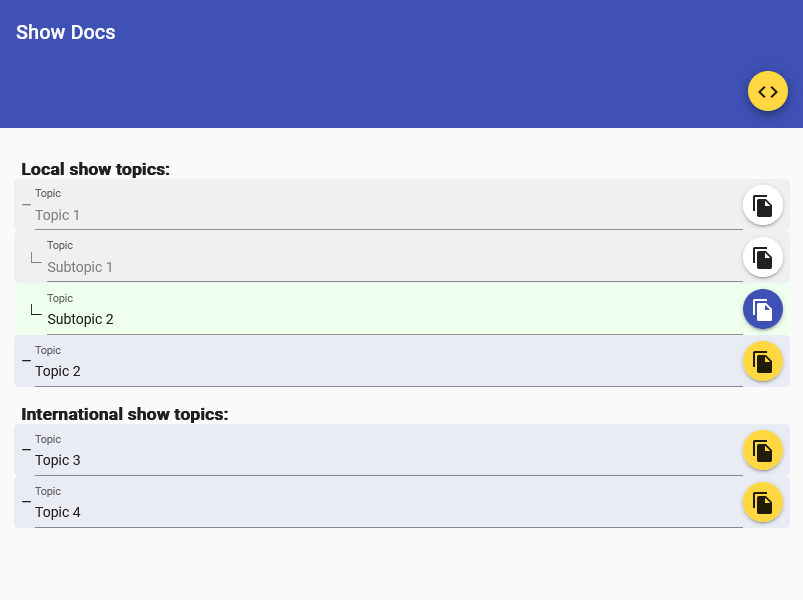 Show Docs
Local show topics:
Topic
Topic 1
Topic
Subtopic 1
Topic
Subtopic 2
Topic
Topic 2
International show topics:
Topic
Topic 3
Topic
Topic 4